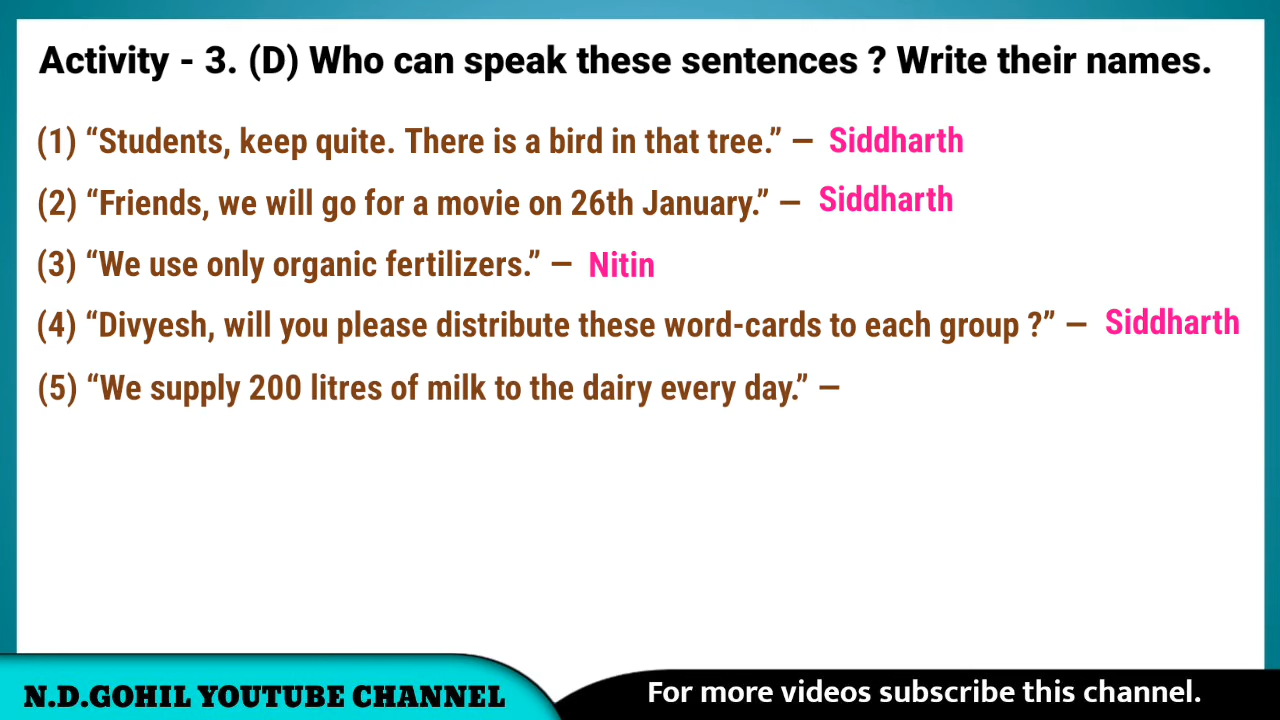 Activity - 3. (D) Who can speak these sentences ? Write their names.
(1) “Students, keep quite. There is a bird in that tree.” – Siddharth
(2) “Friends, we will go for a movie on 26th January.” – Siddharth
(3) “We use only organic fertilizers.” – Nitin
(4) “Divyesh, will you please distribute these word-cards to each group ?” – Siddharth
(5) “We supply 200 litres of milk to the dairy every day.” –
N.D.GOHIL YOUTUBE CHANNEL
For more videos subscribe this channel.